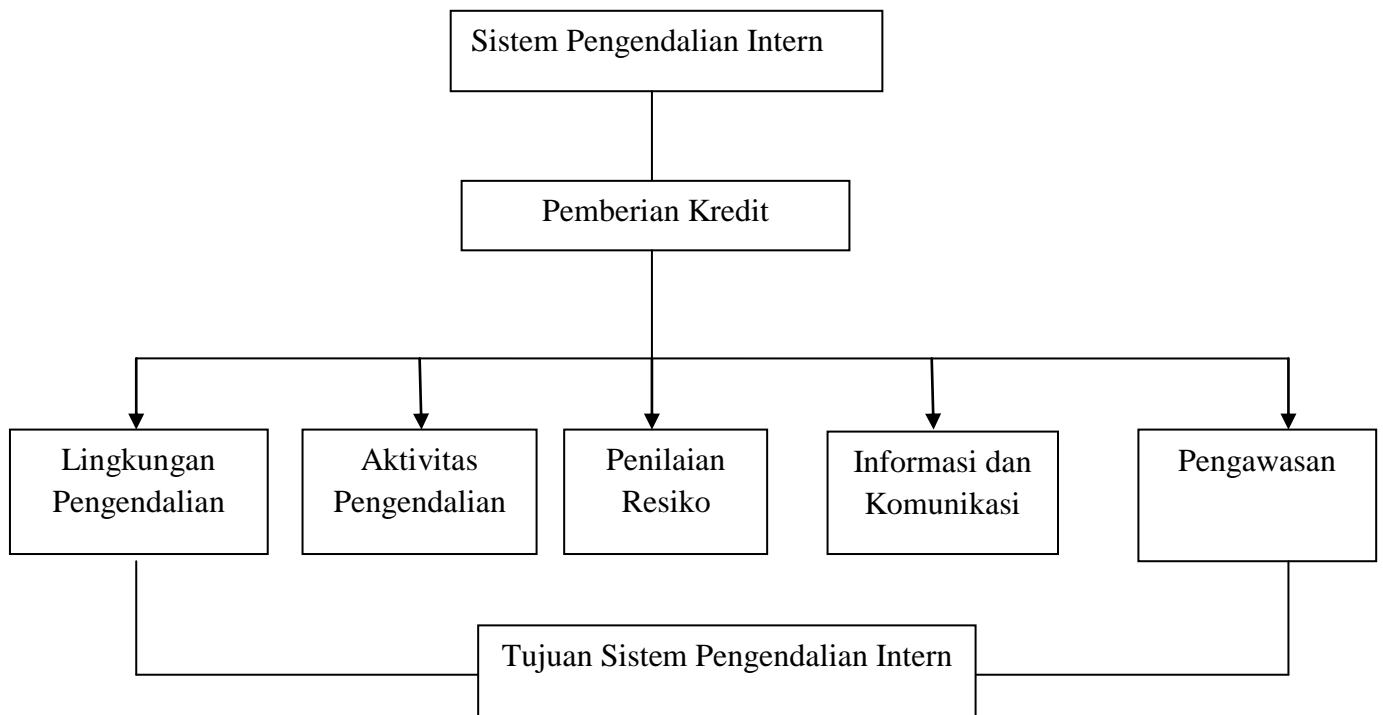 Sistem Pengendalian Intern
Pemberian Kredit
Lingkungan
Pengendalian
Aktivitas
Pengendalian
Penilaian
Resiko
Informasi dan
Komunikasi
Pengawasan
Tujuan Sistem Pengendalian Intern